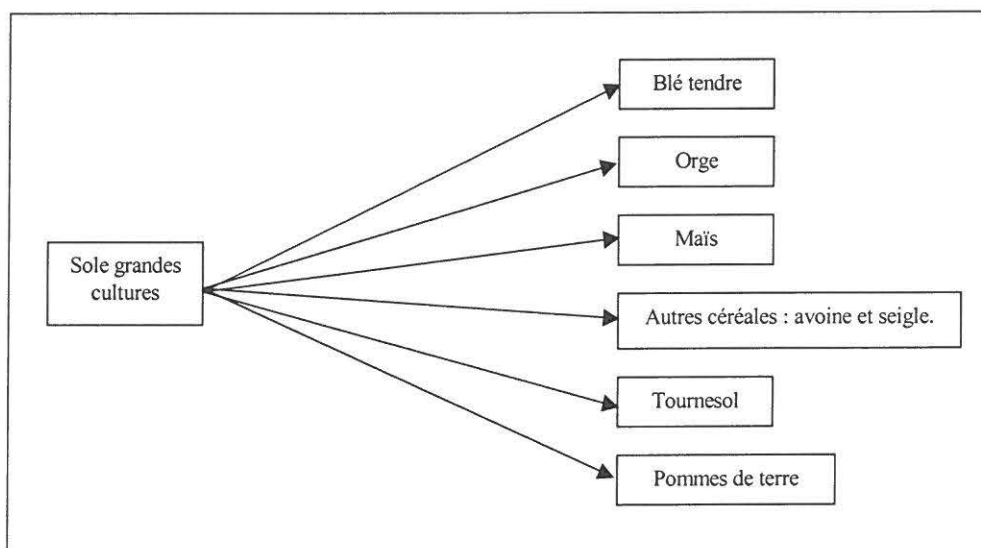 Blé tendre
Orge
Maïs
Sole grandes
cultures
Autres céréales : avoine et seigle.
Tournesol
Pommes de terre